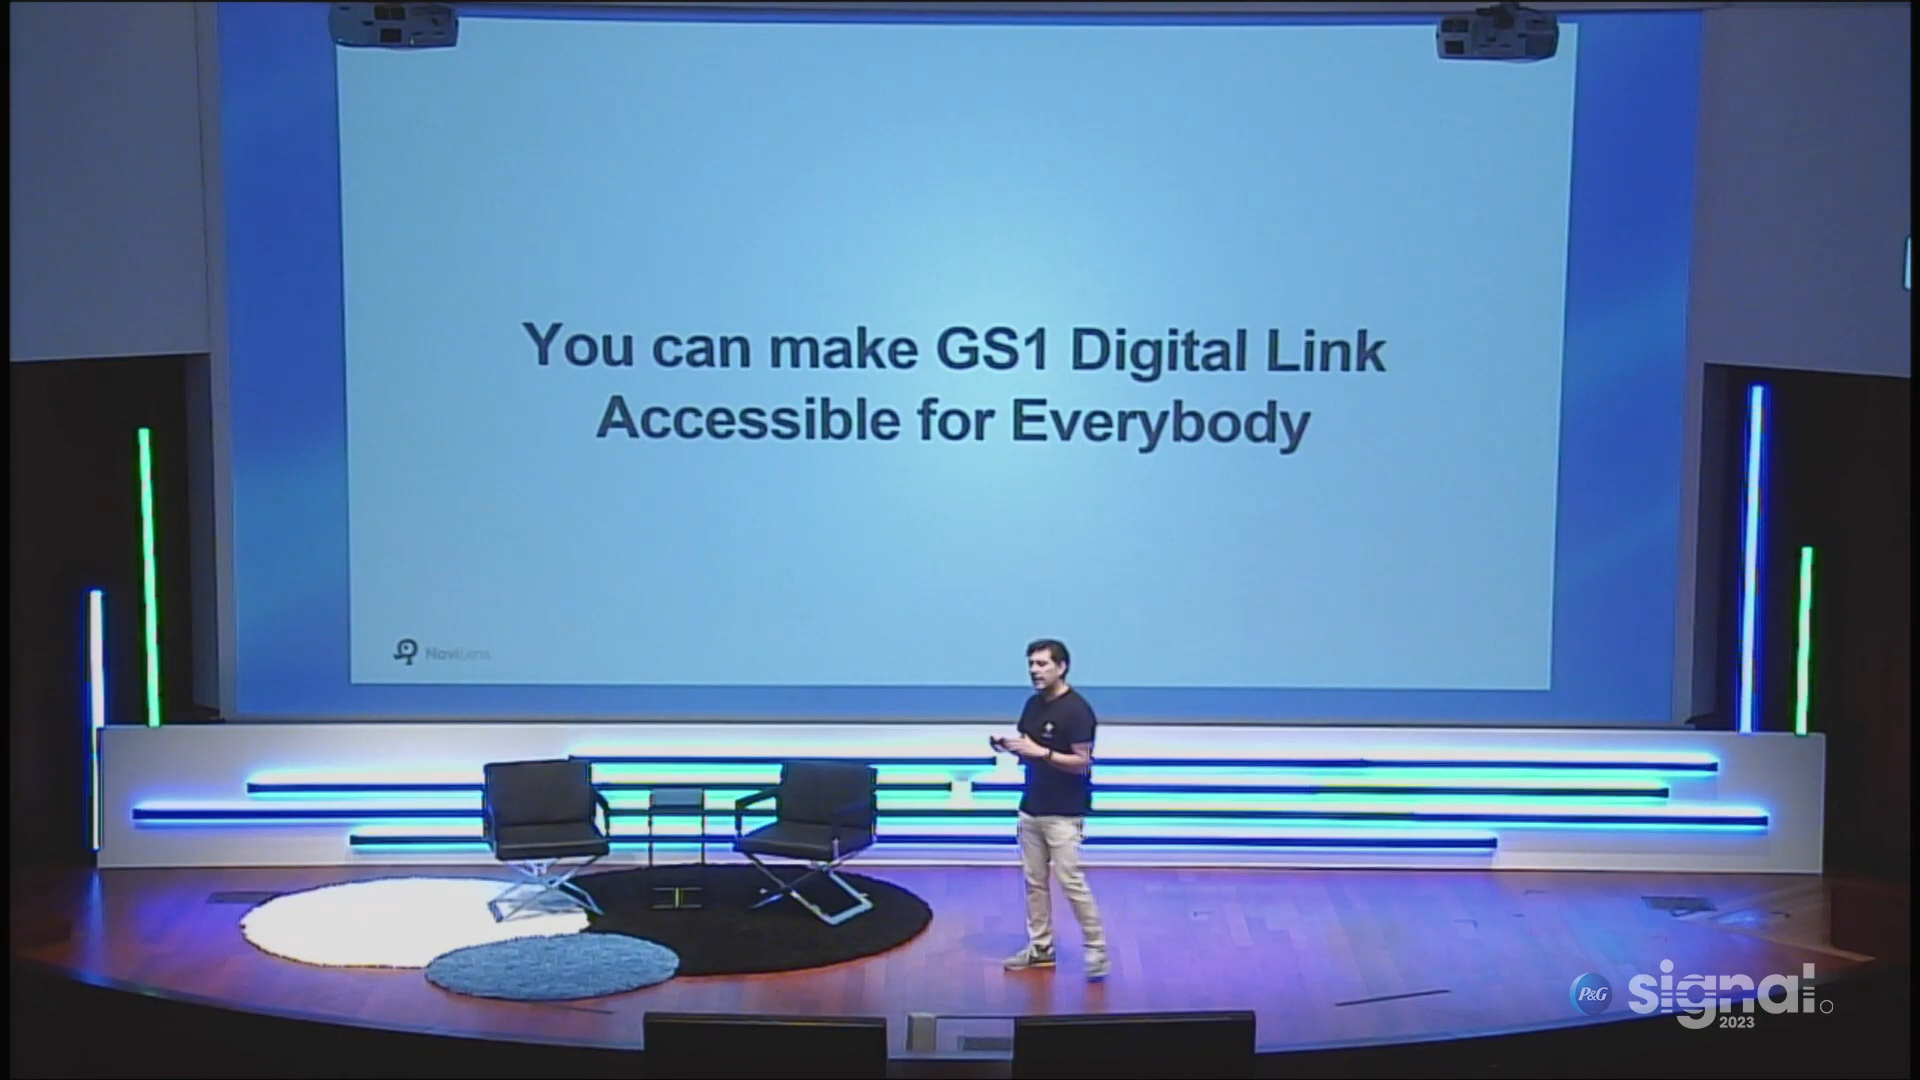 You can make GS1 Digital Link
Accessible for Everybody
NaviLens
P&G signal.
2023